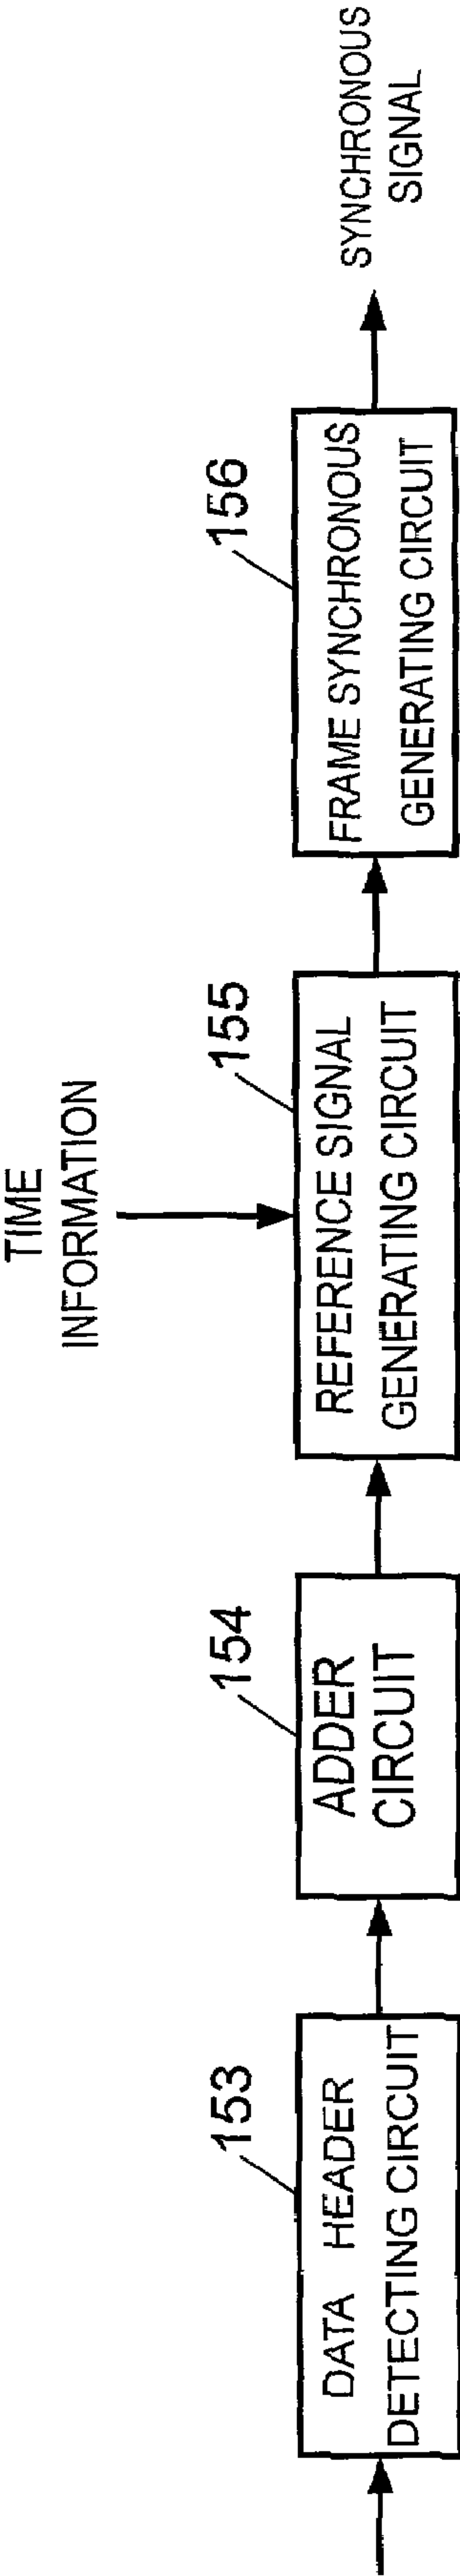 TIME
INFORMATION
153
154
155
156
DATA HEADER
DETECTING CIRCUIT
ADDER
CIRCUIT
REFERENCE SIGNAL
GENERATING CIRCUIT
FRAME SYNCHRONOUS
GENERATING CIRCUIT
SYNCHRONOUS
SIGNAL